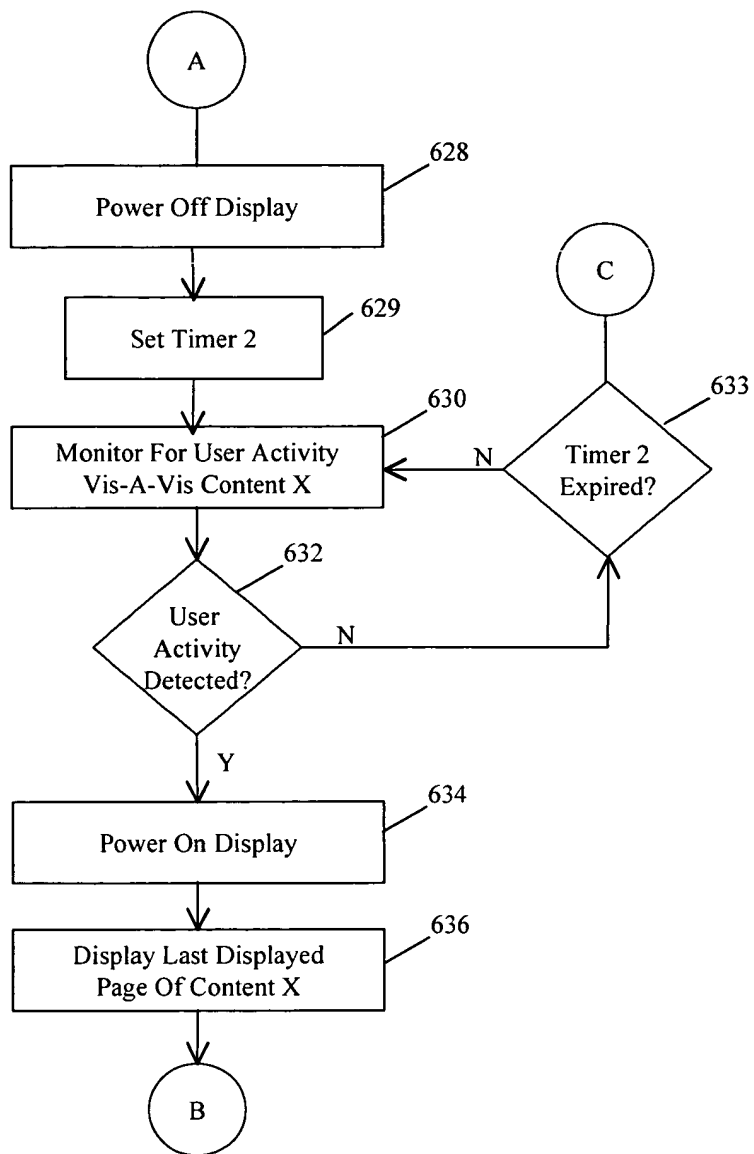 A
628
Power Off Display
C
629
Set Timer 2
633
630
Monitor For User Activity
Vis-A-Vis Content X
N
Timer 2
Expired?
632
User
Activity
Detected?
N
Y
634
Power On Display
636
Display Last Displayed
Page Of Content X
B